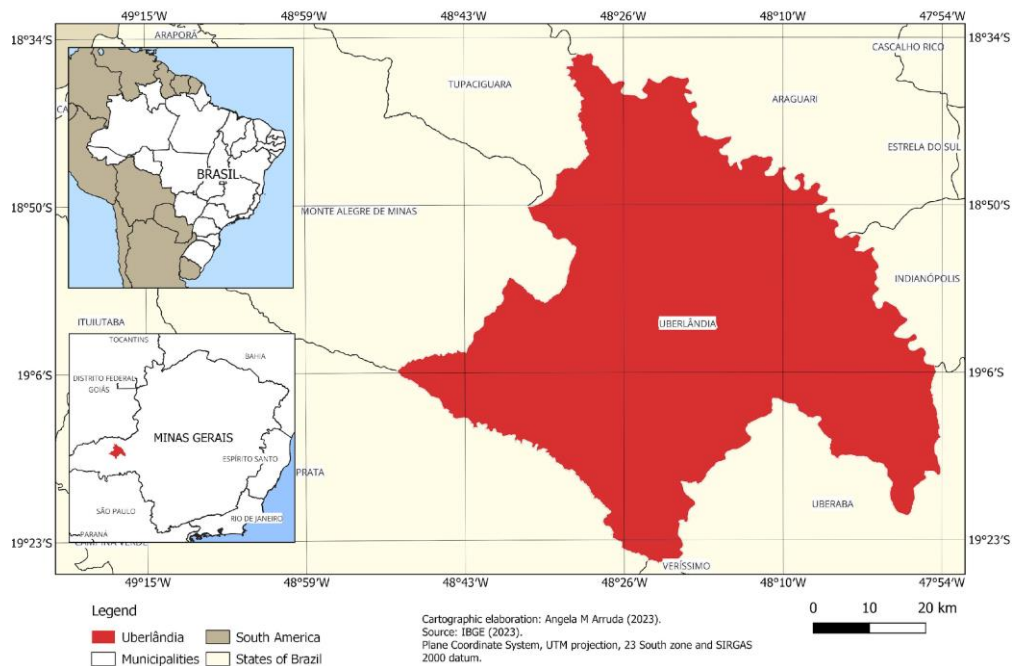 49°15'W 48°59'W 48°43'W 48°26'W 48°10'W 47°54'W
18°34'S 18°34'S
ARAPORÃ
CASCALHO RICO
TUPACIGUARA
ARAGUARI
ESTRELA DO SUL
BRASIL
18°50'S 18°50'S
MONTE ALEGRE DE MINAS
INDIANÓPOLIS
ITUIUTABA
UBERLÂNDIA
TOCANTINS
BAHIA
19°6'S 19°6'S
DISTRITO FEDERAL
GOIÁS
MINAS GERAIS
ESPÍRITO SANTO
PRATA
UBERABA
SÃO PAULO
RIO DE JANEIRO
PARANÁ
19°23'S 19°23'S
VERÍSSIMO
49°15'W 48°59'W 48°43'W 48°26'W 48°10'W 47°54'W
Legend
Uberlândia
South America
Municipalities
States of Brazil
Cartographic elaboration: Angela M Arruda (2023).
Source: IBGE (2023).
Plane Coordinate System, UTM projection, 23 South zone and SIRGAS
2000 datum.
0 10 20 km